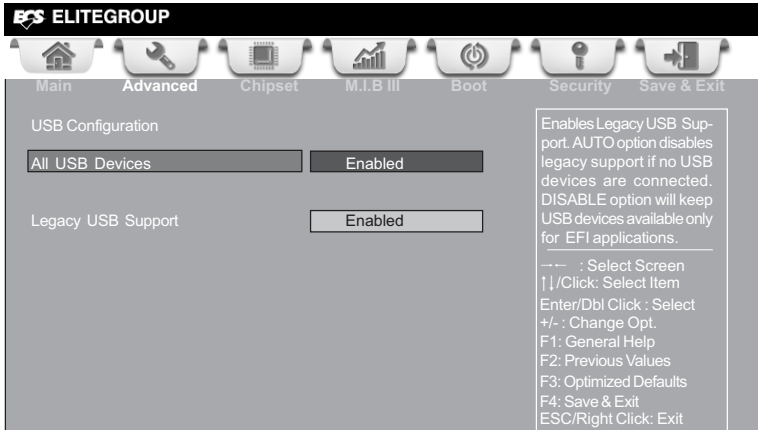 ECS ELITEGROUP
Main Advanced Chipset M.I.B III Boot Security Save & Exit
USB Configuration
All USB Devices Enabled
Legacy USB Support Enabled
Enables Legacy USB Sup-
port. AUTO option disables
legacy support if no USB
devices are connected.
DISABLE option will keep
USB devices available only
for EFI applications.
→← : Select Screen
↑↓/Click: Select Item
Enter/Dbl Click : Select
+/- : Change Opt.
F1: General Help
F2: Previous Values
F3: Optimized Defaults
F4: Save & Exit
ESC/Right Click: Exit